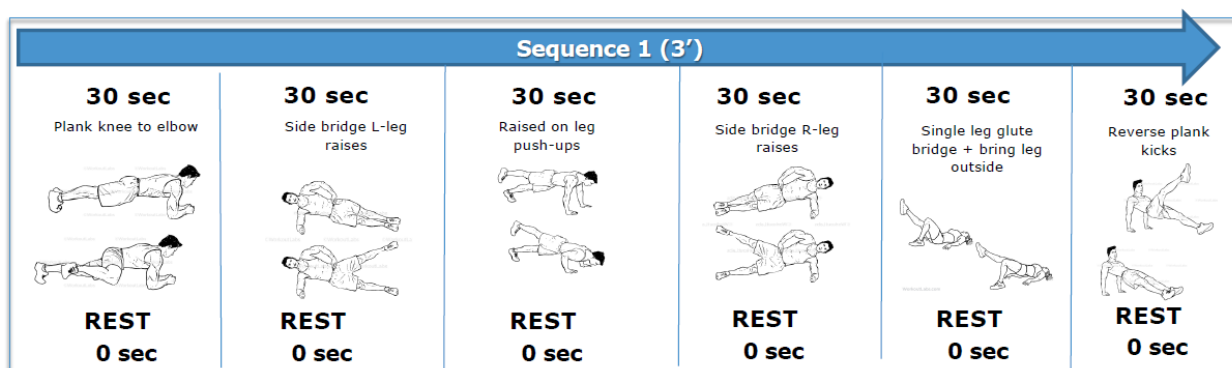 Sequence 1 (3’)
30 sec
Plank knee to elbow
REST
0 sec
30 sec
Side bridge L-leg
raises
REST
0 sec
30 sec
Raised on leg
push-ups
REST
0 sec
30 sec
Side bridge R-leg
raises
REST
0 sec
30 sec
Single leg glute
bridge + bring leg
outside
REST
0 sec
30 sec
Reverse plank
kicks
REST
0 sec